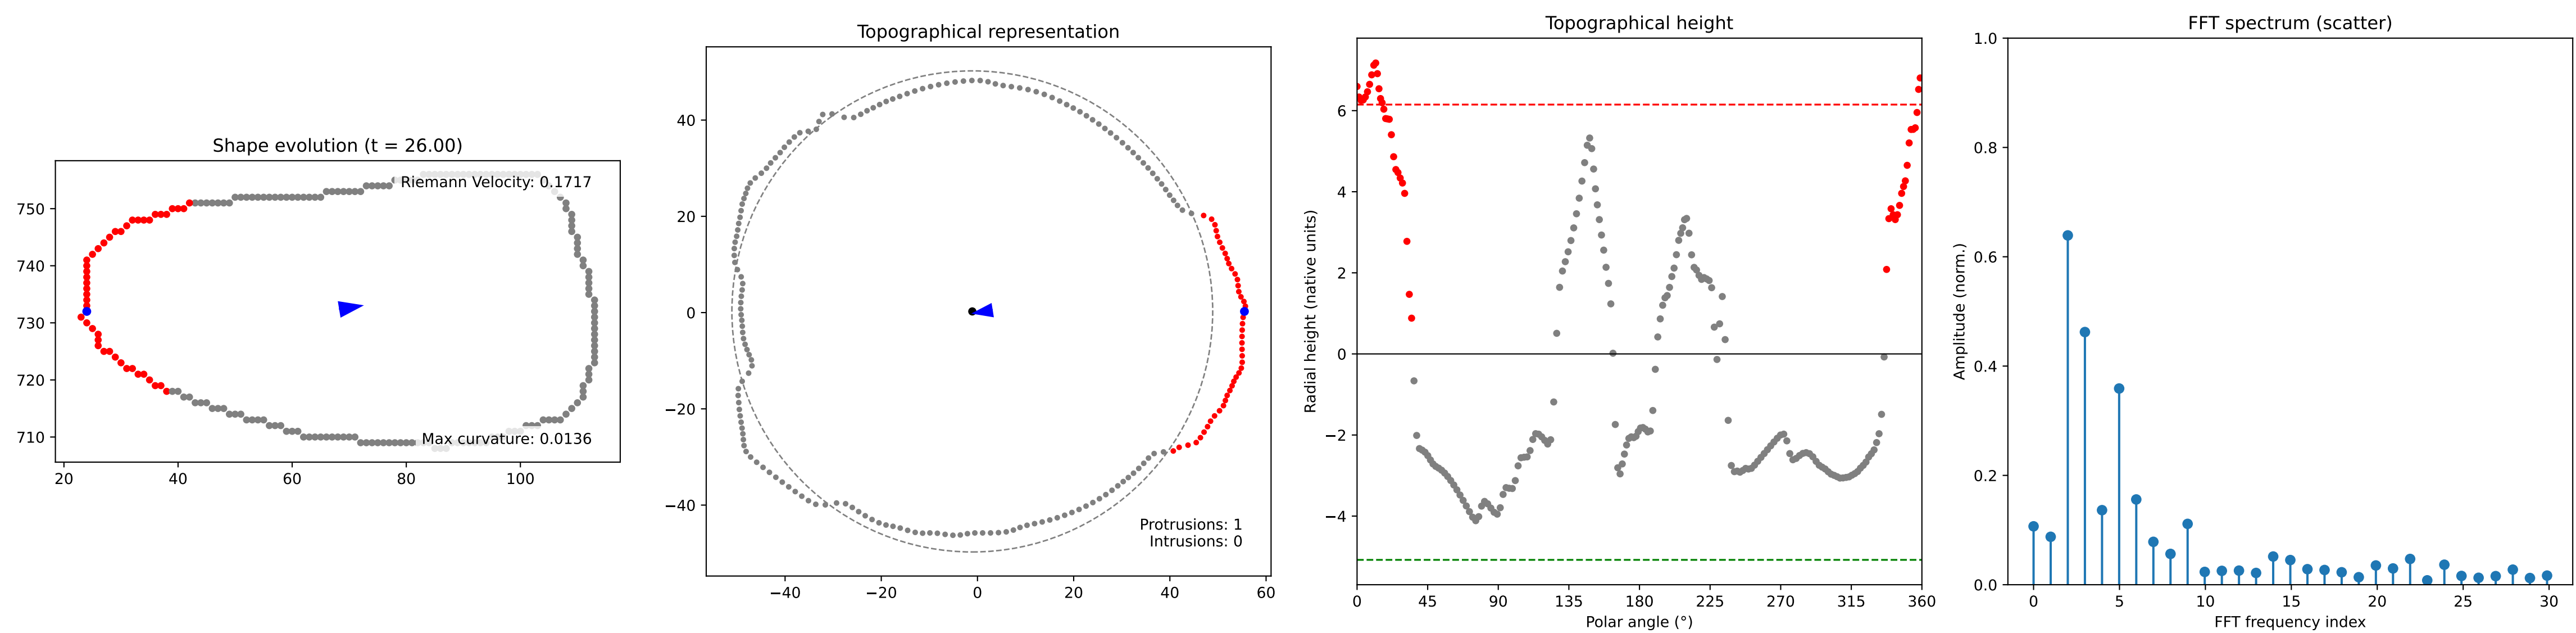 Shape evolution (t = 26.00)
Riemann Velocity: 0.1717
Max curvature: 0.0136
750
740
730
720
710
20 40 60 80 100
Topographical representation
40
20
0
−20
−40
Protrusions: 1
Intrusions: 0
−40 −20 0 20 40 60
Topographical height
Radial height (native units)
6
4
2
0
−2
−4
0 45 90 135 180 225 270 315 360
Polar angle (°)
FFT spectrum (scatter)
Amplitude (norm.)
1.0
0.8
0.6
0.4
0.2
0.0
0 5 10 15 20 25 30
FFT frequency index